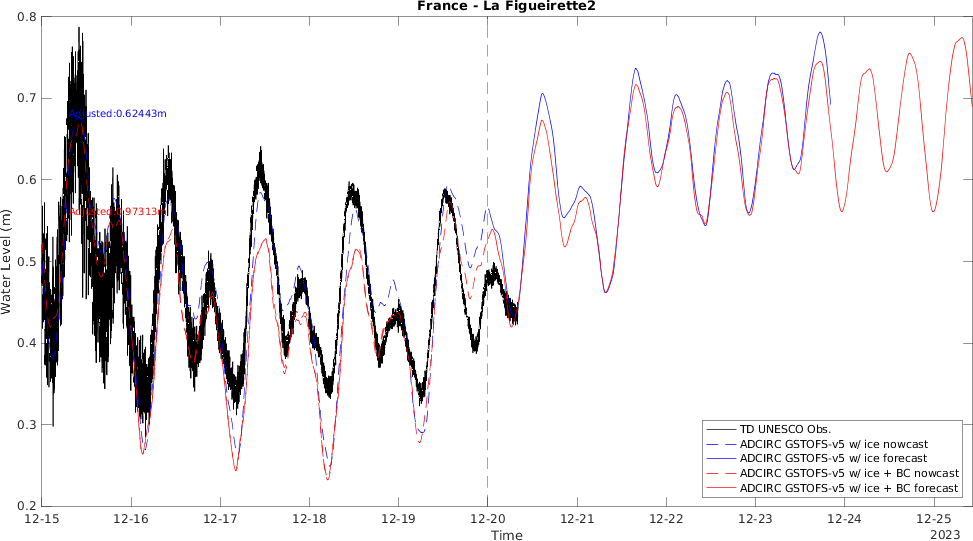 France - La Figueirette2
Water Level (m)
0.8
0.7
0.6
0.5
0.4
0.3
0.2
Adjusted:0.62443m
12-15
12-16
12-17
12-18
12-19
12-20
12-21
12-22
12-23
12-24
12-25
2023
Time
TD UNESCO Obs.
ADCIRC GSTOFS-v5 w/ ice nowcast
ADCIRC GSTOFS-v5 w/ ice forecast
ADCIRC GSTOFS-v5 w/ ice + BC nowcast
ADCIRC GSTOFS-v5 w/ ice + BC forecast